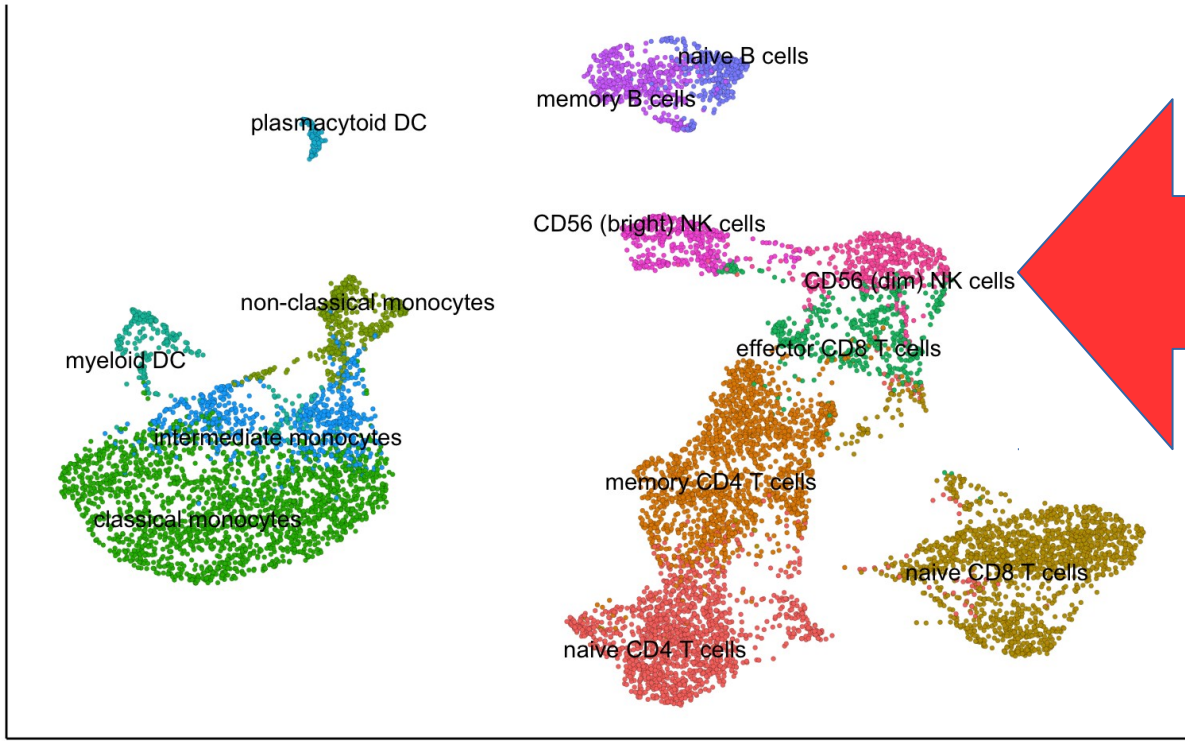 naive B cells
memory B cells
plasmacytoid DC
CD56 (bright) NK cells
CD56 (dim) NK cells
non-classical monocytes
effector CD8 T cells
myeloid DC
intermediate monocytes
memory CD4 T cells
classical monocytes
naive CD8 T cells
naive CD4 T cells